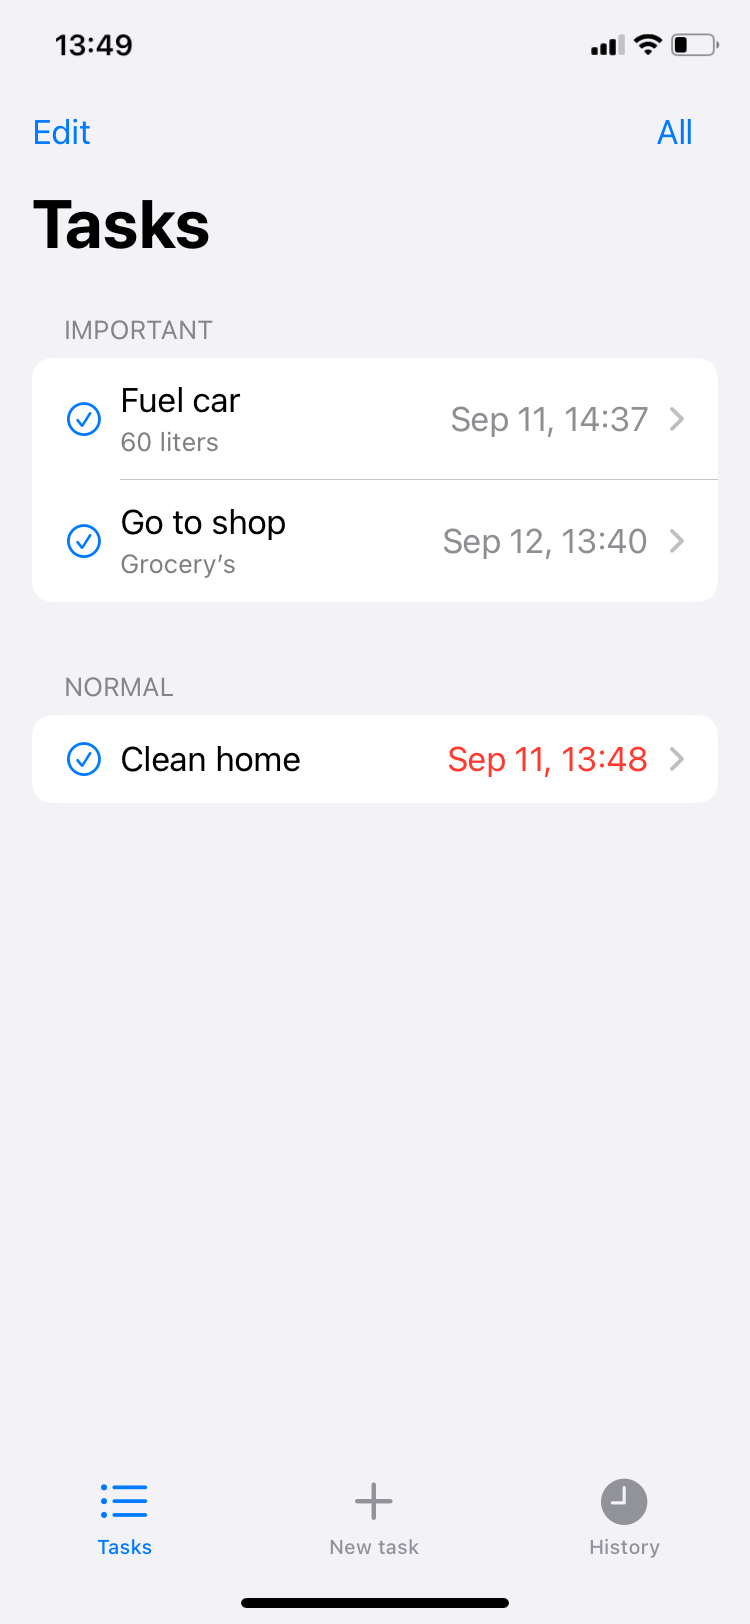 13:49
Edit All
Tasks
IMPORTANT
Fuel car
60 liters
Sep 11, 14:37
Go to shop
Grocery’s
Sep 12, 13:40
NORMAL
Clean home
Sep 11, 13:48
Tasks New task History